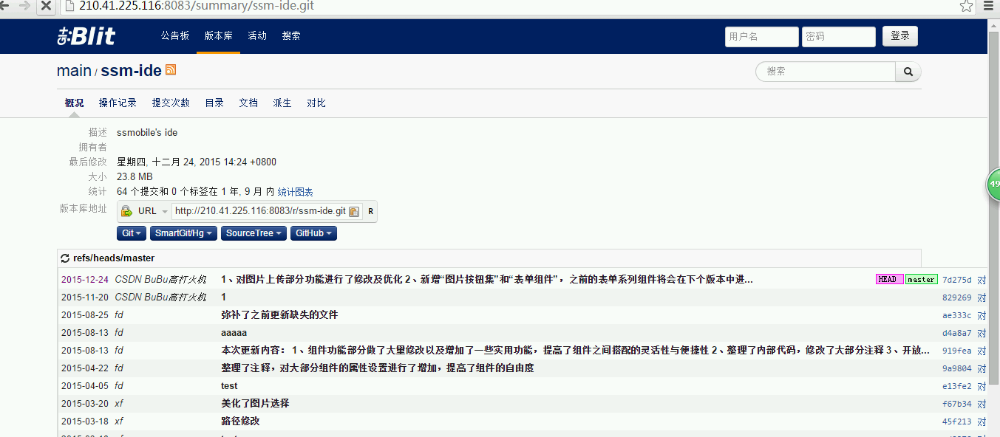 210.41.225.116:8083/summary/ssm-ide.git
Git:Blit 公告板 版本库 活动 搜索 用户名 密码 登录
main / ssm-ide 搜索
概况 操作记录 提交次数 目录 文档 派生 对比
描述 ssmobile's ide
拥有者
最后修改 星期四, 十二月 24, 2015 14:24 +0800
大小 23.8 MB
统计 64 个提交和 0 个标签在 1 年, 9 月 内 统计图表
版本库地址 URL http://210.41.225.116:8083/r/ssm-ide.git R
Git SmartGit/Hg SourceTree GitHub
refs/heads/master
2015-12-24 CSDN BuBu高打火机 1、对图片上传部分功能进行了修改及优化 2、新增“图片按钮集”和“表单组件”，之前的表单系列组件将会在下个版本中进... HEAD master 7d275d 对
2015-11-20 CSDN BuBu高打火机 1 829269 对
2015-08-25 fd 弥补了之前更新缺失的文件 ae333c 对
2015-08-13 fd aaaaa d4a8a7 对
2015-08-13 fd 本次更新内容： 1、组件功能部分做了大量修改以及增加了一些实用功能，提高了组件之间搭配的灵活性与便捷性 2、整理了内部代码，修改了大部分注释 3、开放... 919fea 对
2015-04-22 fd 整理了注释，对大部分组件的属性设置进行了增加，提高了组件的自由度 9a9804 对
2015-04-05 fd test e13fe2 对
2015-03-20 xf 美化了图片选择 f67b34 对
2015-03-18 xf 路径修改 45f213 对
49